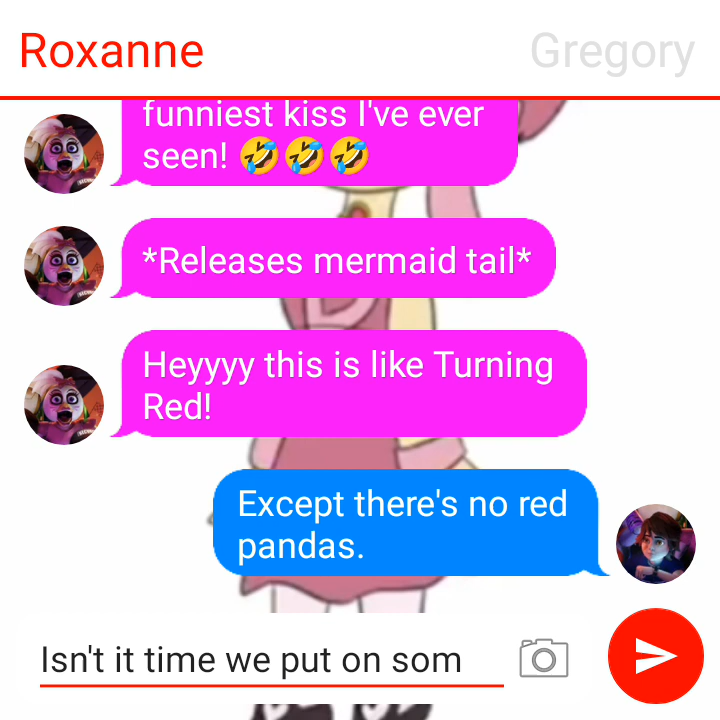 Roxanne
Gregory
funniest kiss I've ever
seen! 🤣🤣🤣
*Releases mermaid tail*
Heyyyy this is like Turning
Red!
Except there's no red
pandas.
Isn't it time we put on som